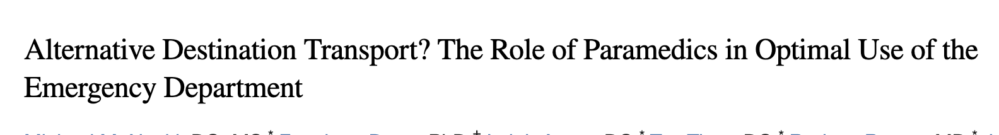 Alternative Destination Transport? The Role of Paramedics in Optimal Use of the
Emergency Department